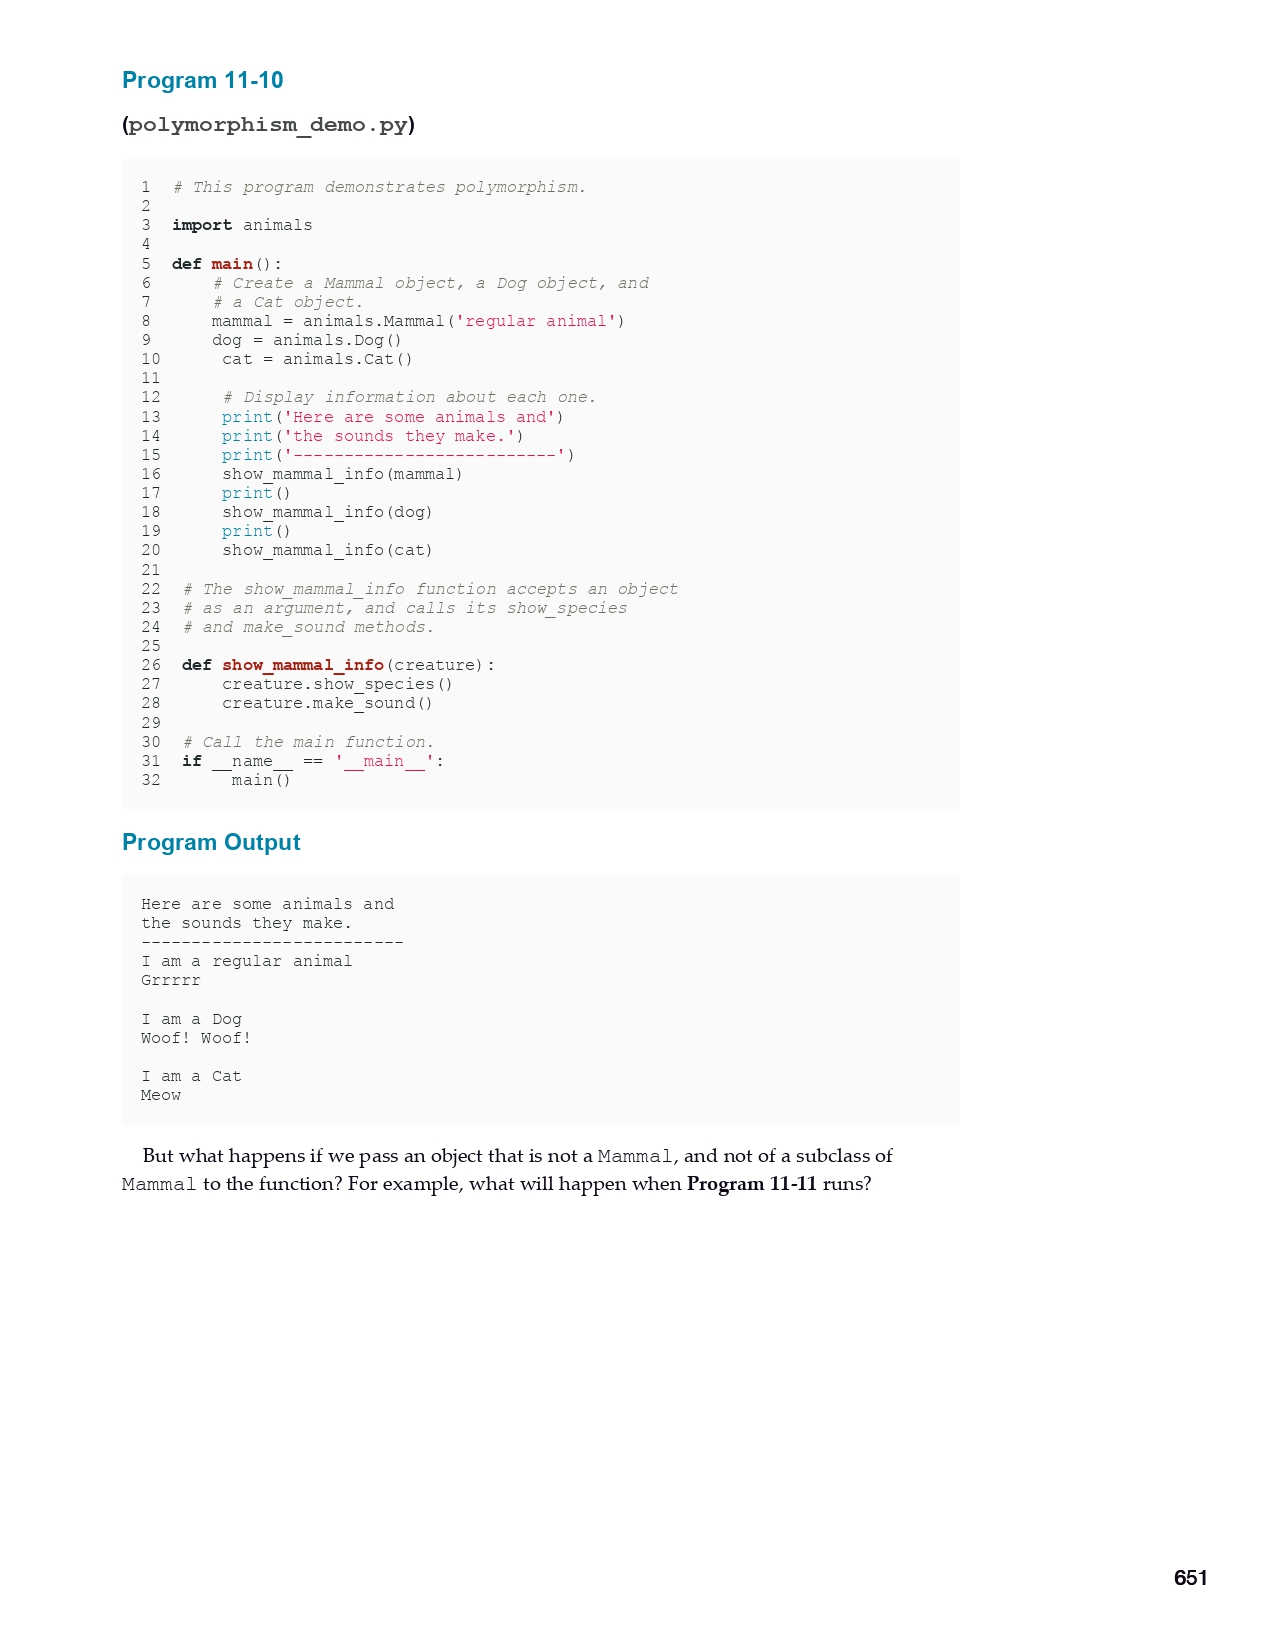 Program 11-10
(polymorphism_demo.py)
1  # This program demonstrates polymorphism.
2
3  import animals
4
5  def main():
6      # Create a Mammal object, a Dog object, and
7      # a Cat object.
8      mammal = animals.Mammal('regular animal')
9      dog = animals.Dog()
10      cat = animals.Cat()
11
12      # Display information about each one.
13      print('Here are some animals and')
14      print('the sounds they make.')
15      print('--------------------------')
16      show_mammal_info(mammal)
17      print()
18      show_mammal_info(dog)
19      print()
20      show_mammal_info(cat)
21
22  # The show_mammal_info function accepts an object
23  # as an argument, and calls its show_species
24  # and make_sound methods.
25
26  def show_mammal_info(creature):
27      creature.show_species()
28      creature.make_sound()
29
30  # Call the main function.
31  if __name__ == '__main__':
32       main()
Program Output
Here are some animals and
the sounds they make.
--------------------------
I am a regular animal
Grrrrr
I am a Dog
Woof! Woof!
I am a Cat
Meow
But what happens if we pass an object that is not a Mammal, and not of a subclass of
Mammal to the function? For example, what will happen when Program 11-11 runs?
651